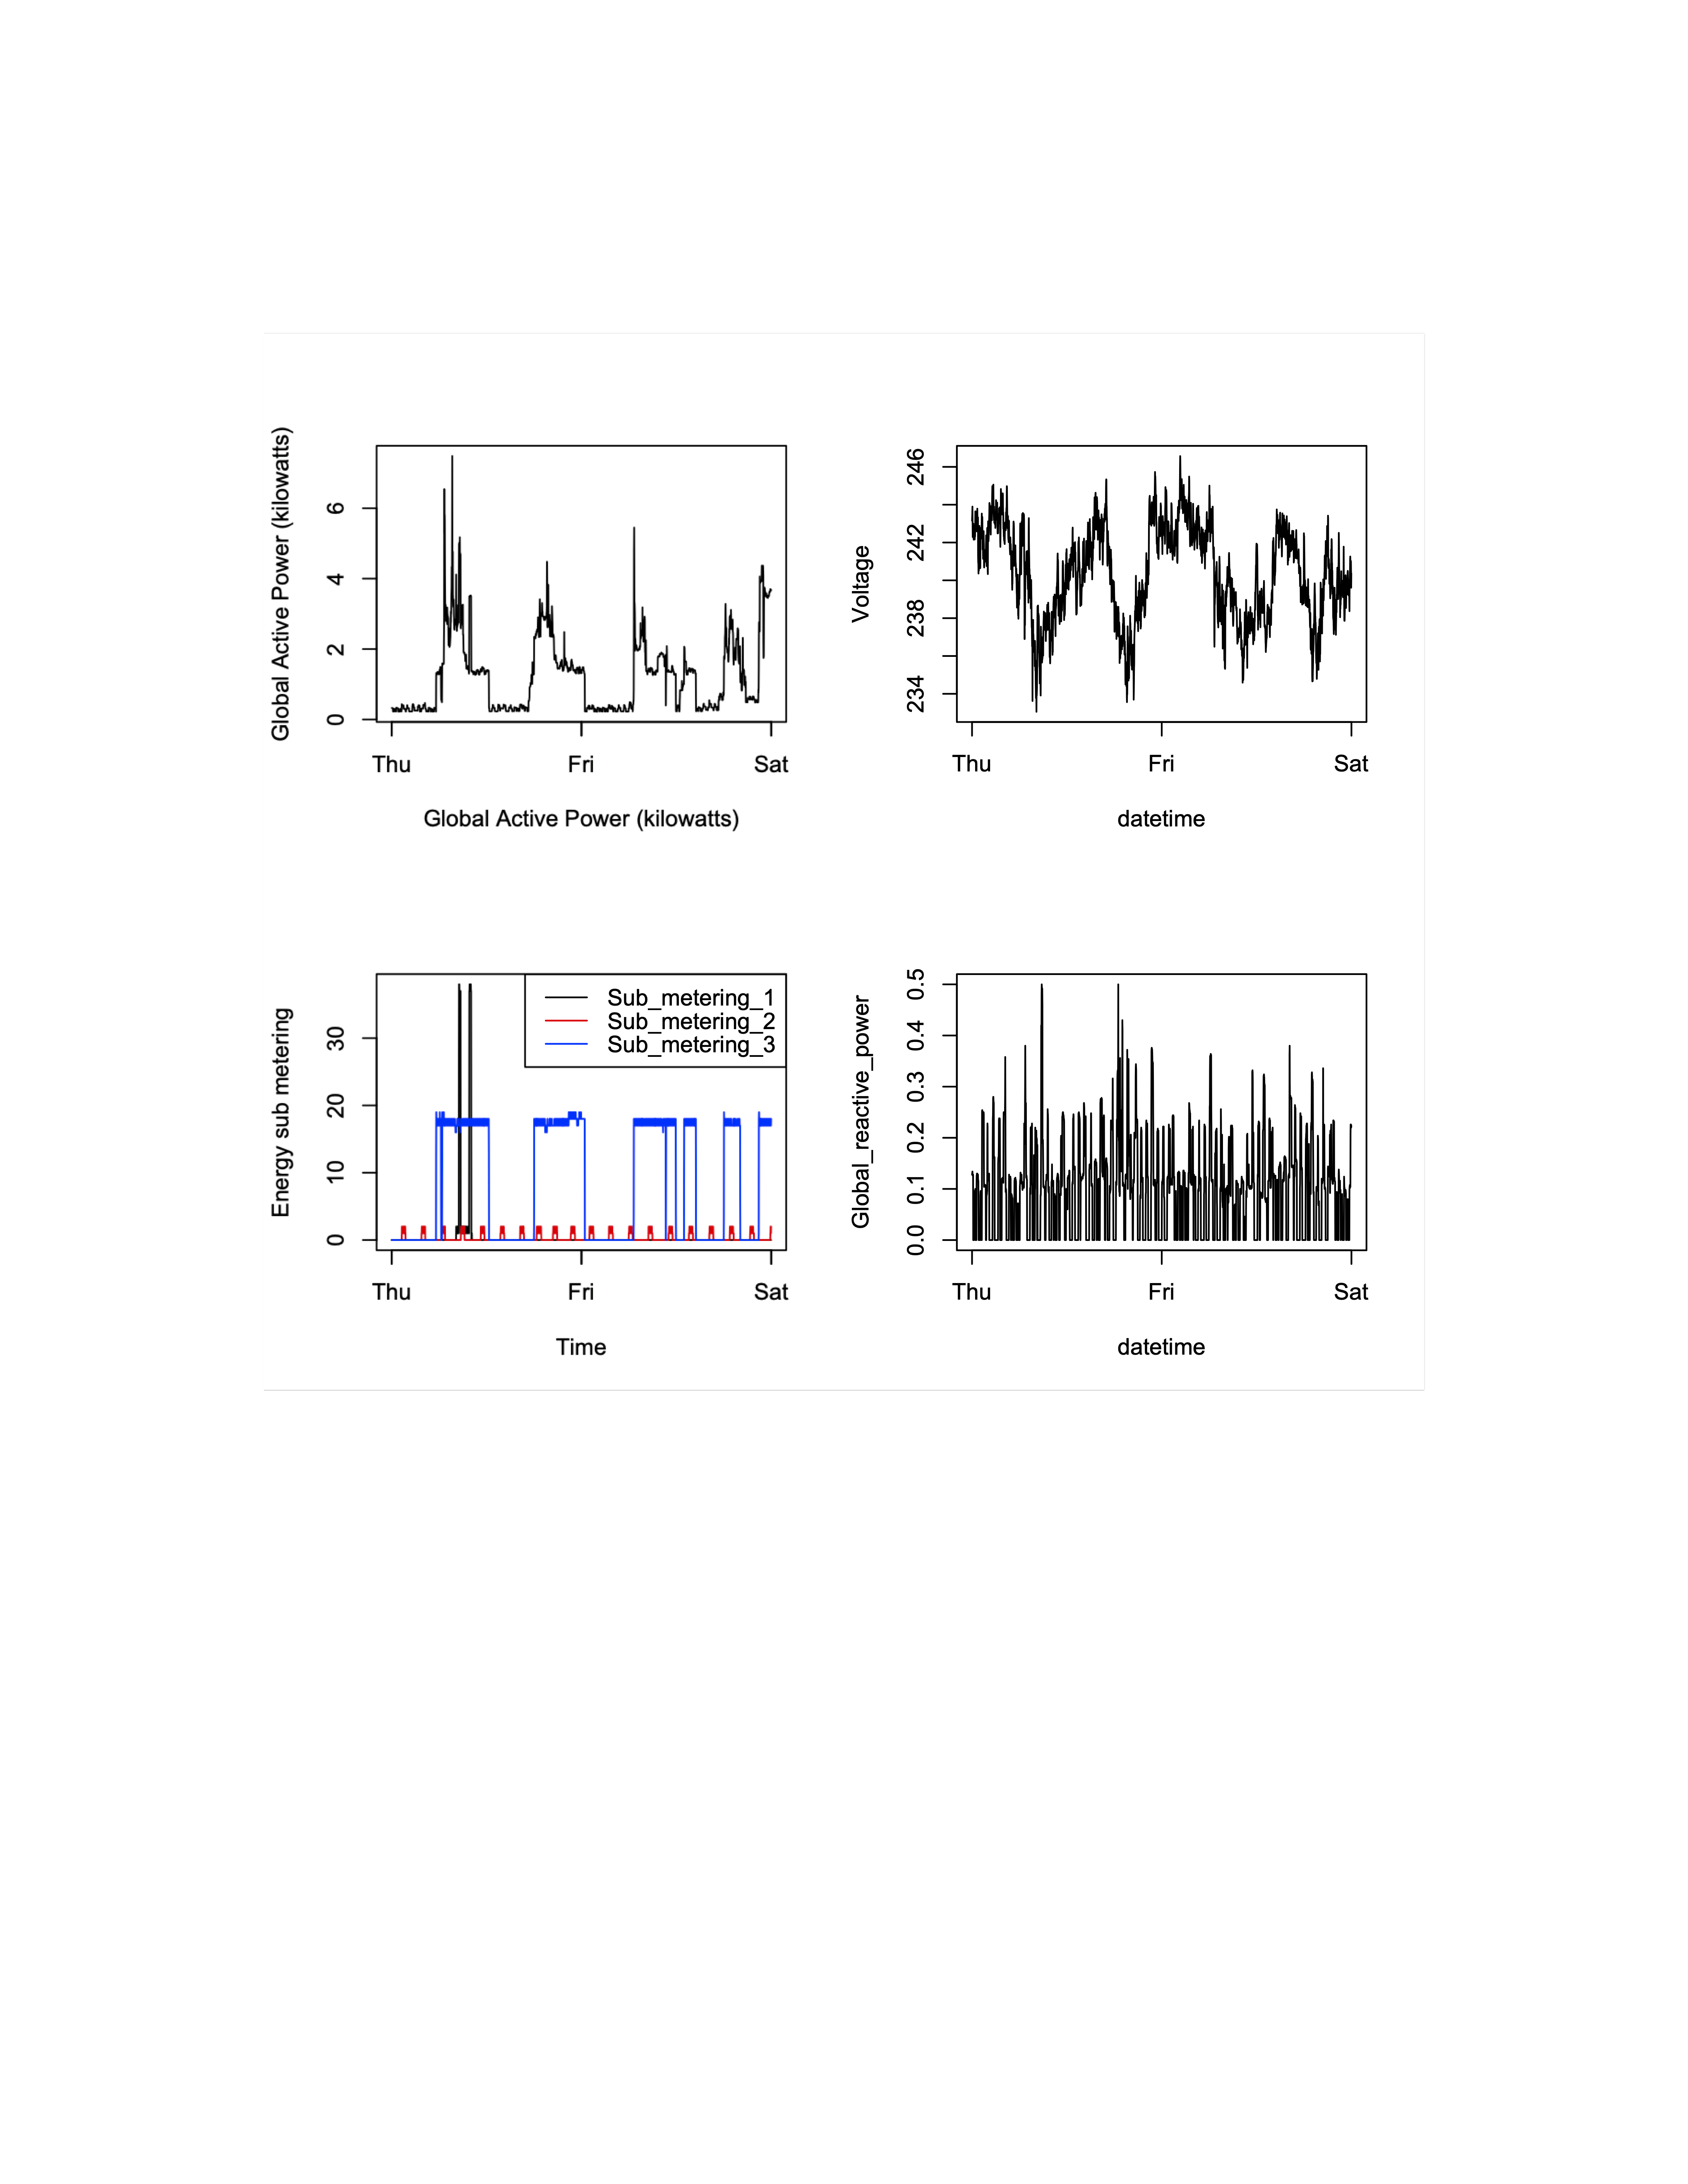 Global Active Power (kilowatts)
0 2 4 6
Thu Fri Sat
Global Active Power (kilowatts)
Voltage
234 238 242 246
Thu Fri Sat
datetime
Energy sub metering
0 10 20 30
Sub_metering_1
Sub_metering_2
Sub_metering_3
Thu Fri Sat
Time
Global_reactive_power
0.0 0.1 0.2 0.3 0.4 0.5
Thu Fri Sat
datetime